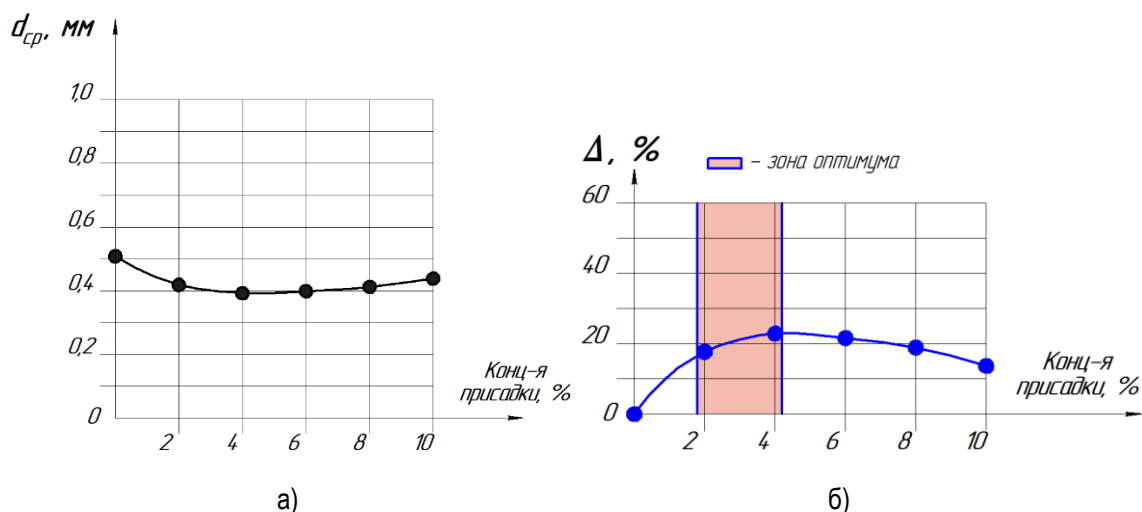 d_ср, мм
1,0
0,8
0,6
0,4
0,2
0
2 4 6 8 10
Конц-я
присадки, %
а)
Δ, %
- зона оптимума
60
40
20
0
2 4 6 8 10
Конц-я
присадки, %
б)